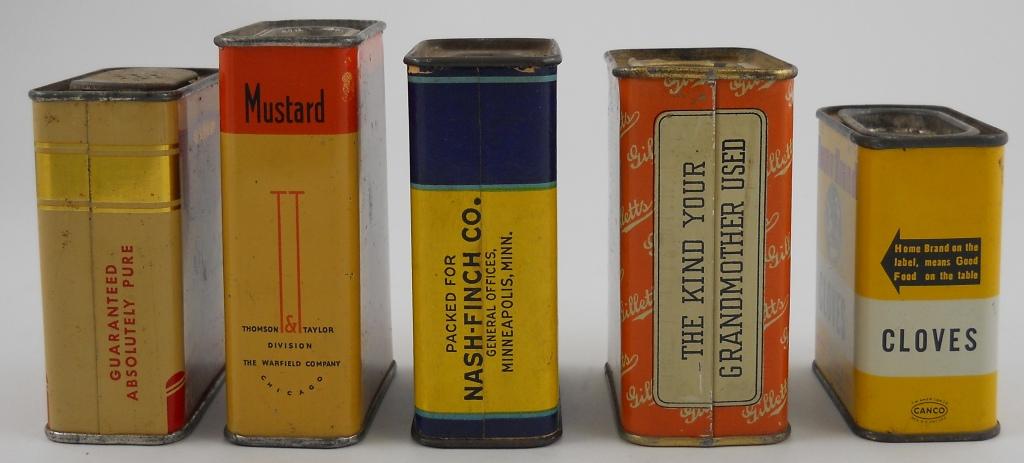 GUARANTEED
ABSOLUTELY PURE
Mustard
TT
&
THOMSON TAYLOR
DIVISION
THE WARFIELD COMPANY
CHICAGO
PACKED FOR
NASH-FINCH CO.
GENERAL OFFICES,
MINNEAPOLIS, MINN.
THE KIND YOUR
GRANDMOTHER USED
Gilletts
Home Brand on the
label, means Good
Food on the table
CLOVES
CANCO